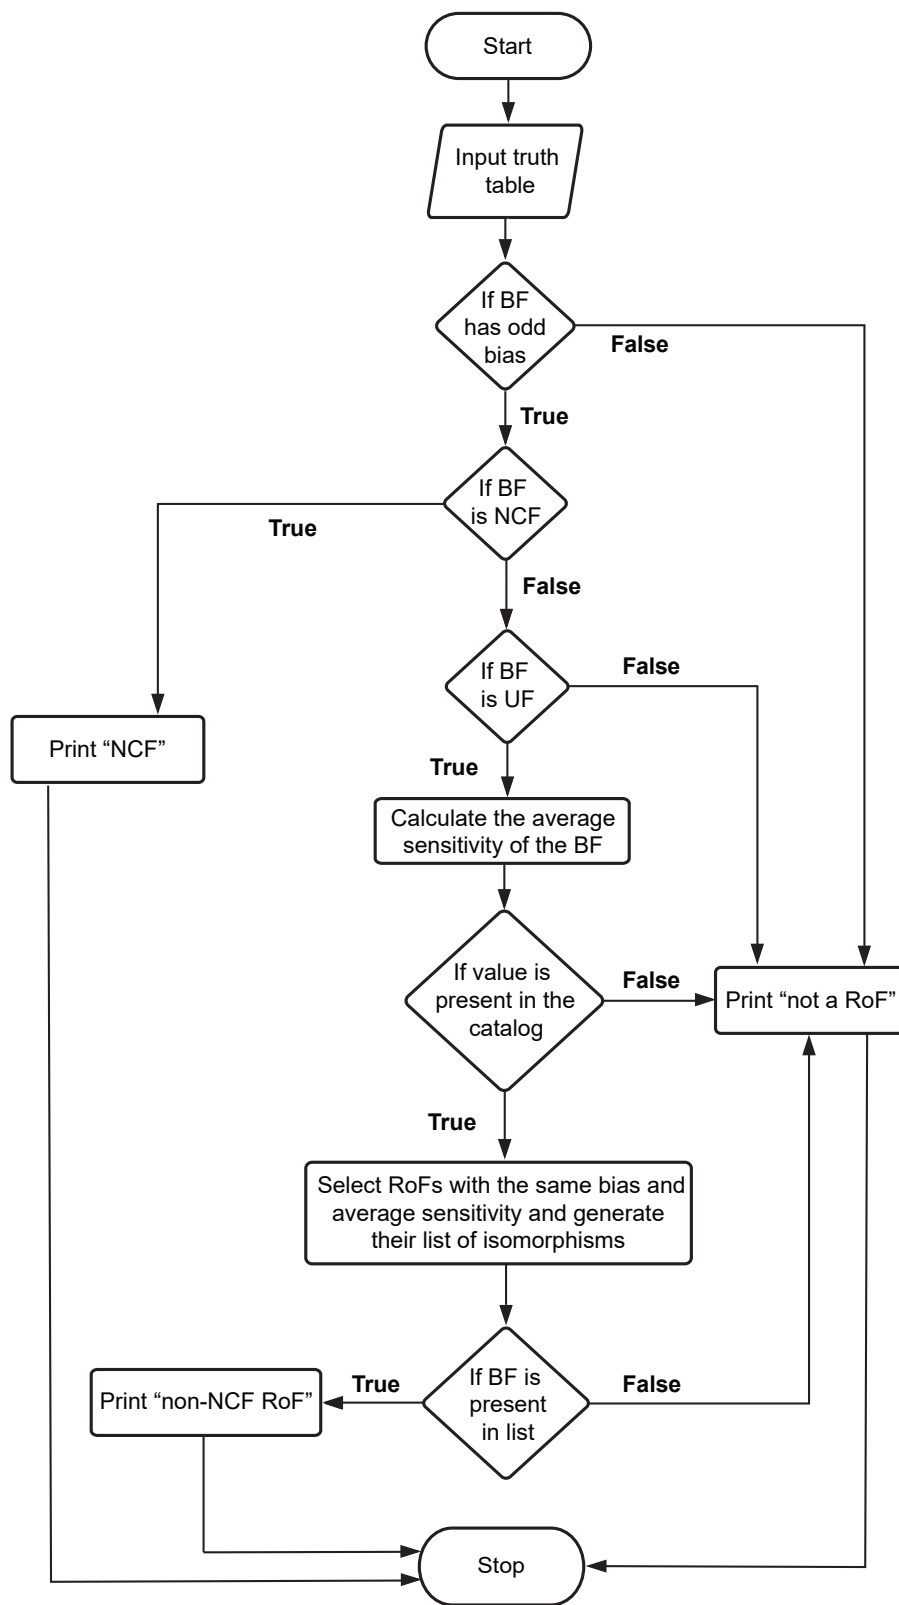 Start
Input truth
table
If BF
has odd
bias
False
True
If BF
is NCF
True
False
If BF
is UF
False
True
Print “NCF”
Calculate the average
sensitivity of the BF
If value is
present in the
catalog
False
Print “not a RoF”
True
Select RoFs with the same bias and
average sensitivity and generate
their list of isomorphisms
If BF is
present
in list
True
False
Print “non-NCF RoF”
Stop